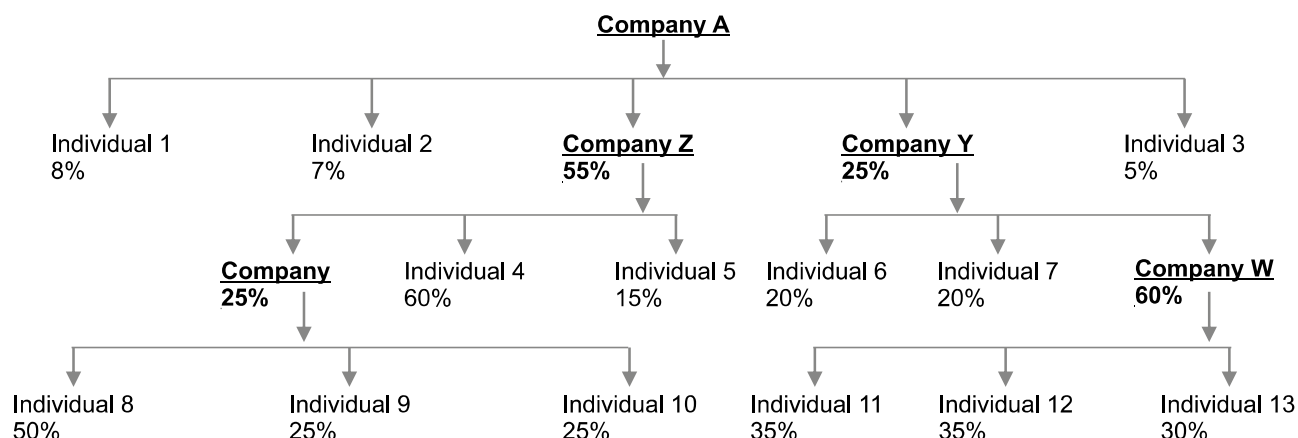 Company A
Individual 1
8%
Individual 2
7%
Company Z
55%
Company Y
25%
Individual 3
5%
Company
25%
Individual 4
60%
Individual 5
15%
Individual 6
20%
Individual 7
20%
Company W
60%
Individual 8
50%
Individual 9
25%
Individual 10
25%
Individual 11
35%
Individual 12
35%
Individual 13
30%